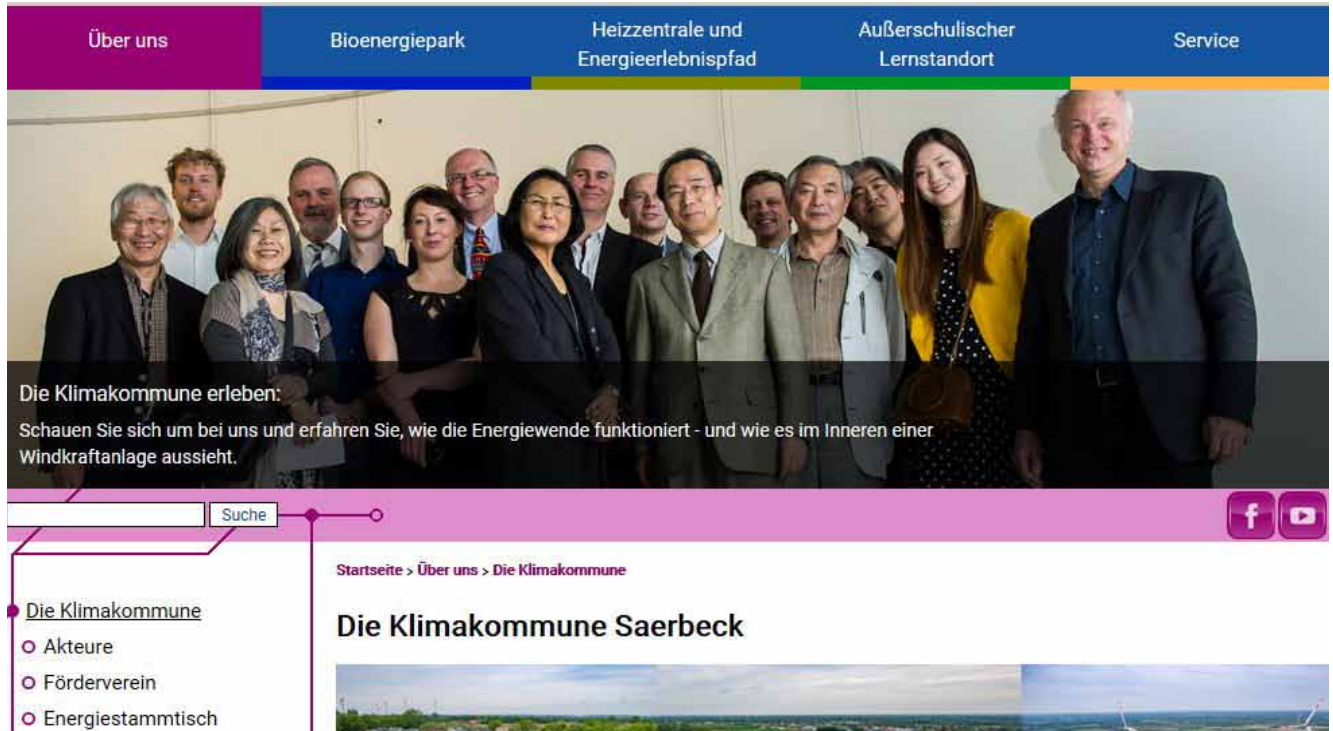 Über uns
Bioenergiepark
Heizzentrale und
Energieerlebnispfad
Außerschulischer
Lernstandort
Service
Die Klimakommune erleben:
Schauen Sie sich um bei uns und erfahren Sie, wie die Energiewende funktioniert - und wie es im Inneren einer
Windkraftanlage aussieht.
Suche
Startseite > Über uns > Die Klimakommune
Die Klimakommune
Akteure
Förderverein
Energiestammtisch
Die Klimakommune Saerbeck